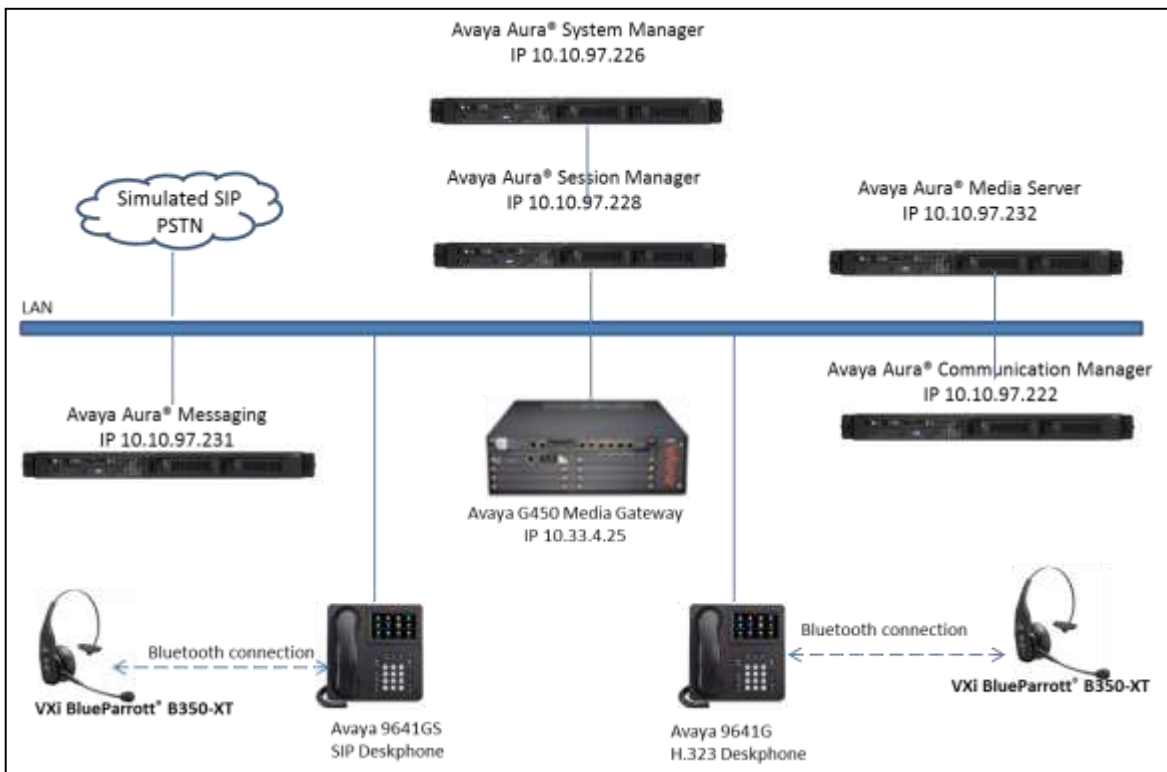 Avaya Aura® System Manager
IP 10.10.97.226
Avaya Aura® Session Manager
IP 10.10.97.228
Simulated SIP
PSTN
Avaya Aura® Media Server
IP 10.10.97.232
LAN
Avaya Aura® Communication Manager
IP 10.10.97.222
Avaya Aura® Messaging
IP 10.10.97.231
Avaya G450 Media Gateway
IP 10.33.4.25
Bluetooth connection
VXi BlueParrott® B350-XT
Avaya 9641GS
SIP Deskphone
Bluetooth connection
VXi BlueParrott® B350-XT
Avaya 9641G
H.323 Deskphone